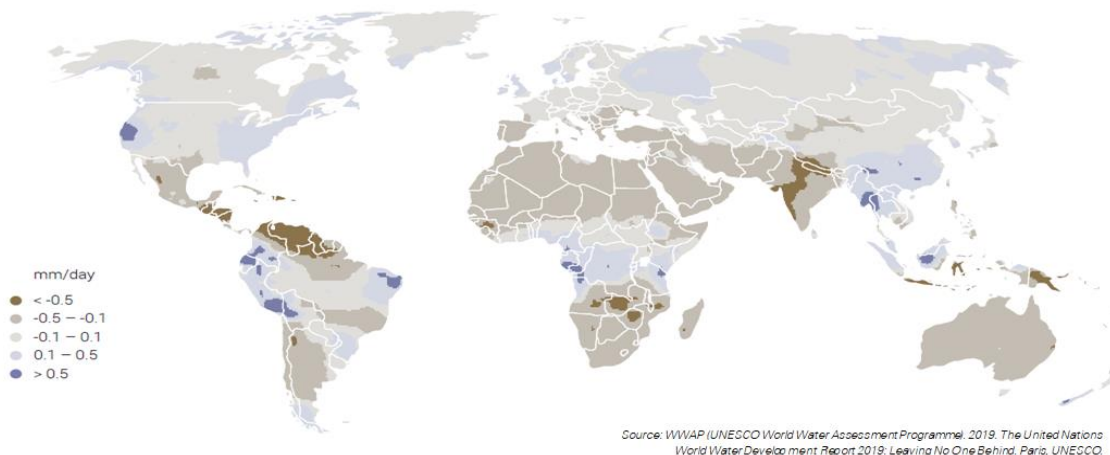 mm/day
< -0.5
-0.5 – -0.1
-0.1 – 0.1
0.1 – 0.5
> 0.5
Source: WWAP (UNESCO World Water Assessment Programme). 2019. The United Nations
World Water Development Report 2019: Leaving No One Behind. Paris, UNESCO.